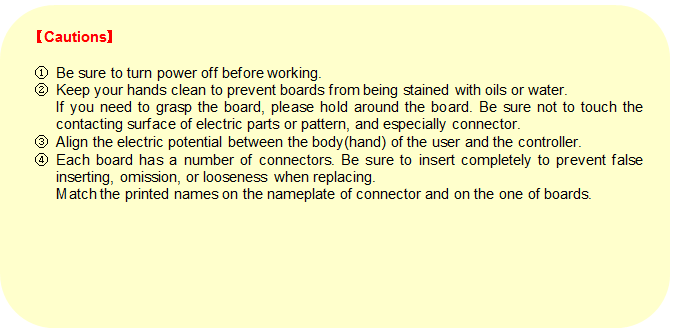 【Cautions】
① Be sure to turn power off before working.
② Keep your hands clean to prevent boards from being stained with oils or water.
If you need to grasp the board, please hold around the board. Be sure not to touch the
contacting surface of electric parts or pattern, and especially connector.
③ Align the electric potential between the body(hand) of the user and the controller.
④ Each board has a number of connectors. Be sure to insert completely to prevent false
inserting, omission, or looseness when replacing.
Match the printed names on the nameplate of connector and on the one of boards.